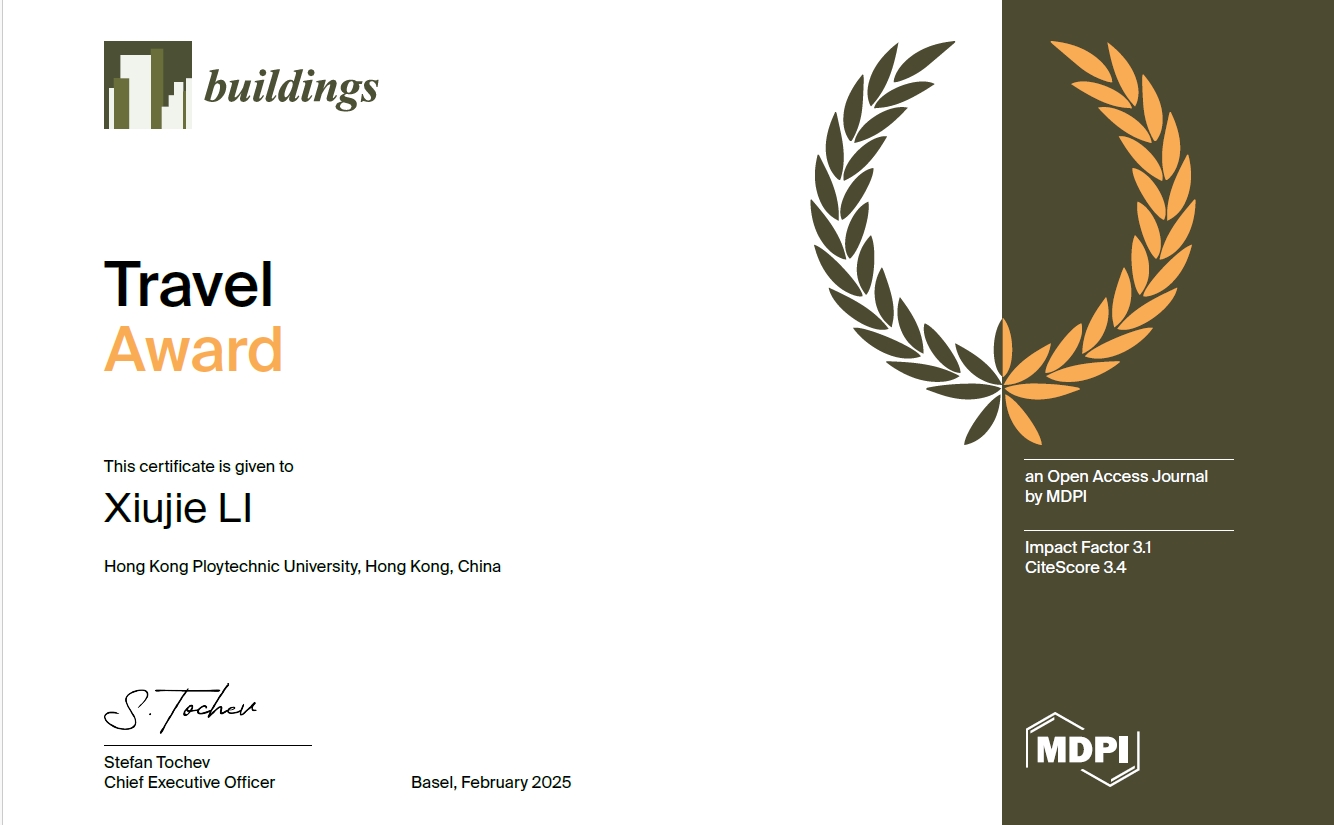 buildings
Travel
Award
This certificate is given to
Xiujie LI
Hong Kong Ploytechnic University, Hong Kong, China
S. Tochev
Stefan Tochev
Chief Executive Officer
Basel, February 2025
an Open Access Journal
by MDPI
Impact Factor 3.1
CiteScore 3.4
MDPI